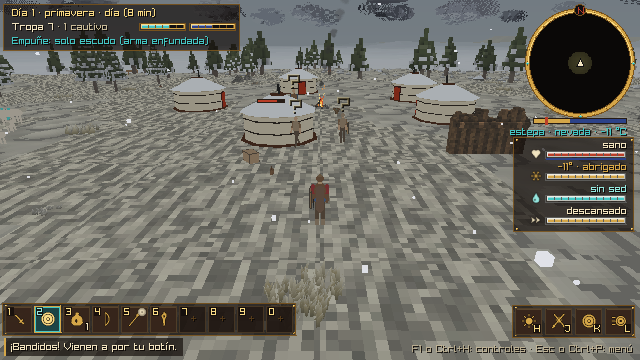 Día 1 · primavera · día (8 min)
Tropa 7 · 1 cautivo
Empuñe: solo escudo (arma enfundada)
N
estepa · nevada · -11 °C
sano
-11° · abrigado
sin sed
descansado
1 2 3 1 4 5 6 7 8 9 0
H J K L
¡Bandidos! Vienen a por tu botín.
F1 o Ctrl+H: controles · Esc o Ctrl+P: menú